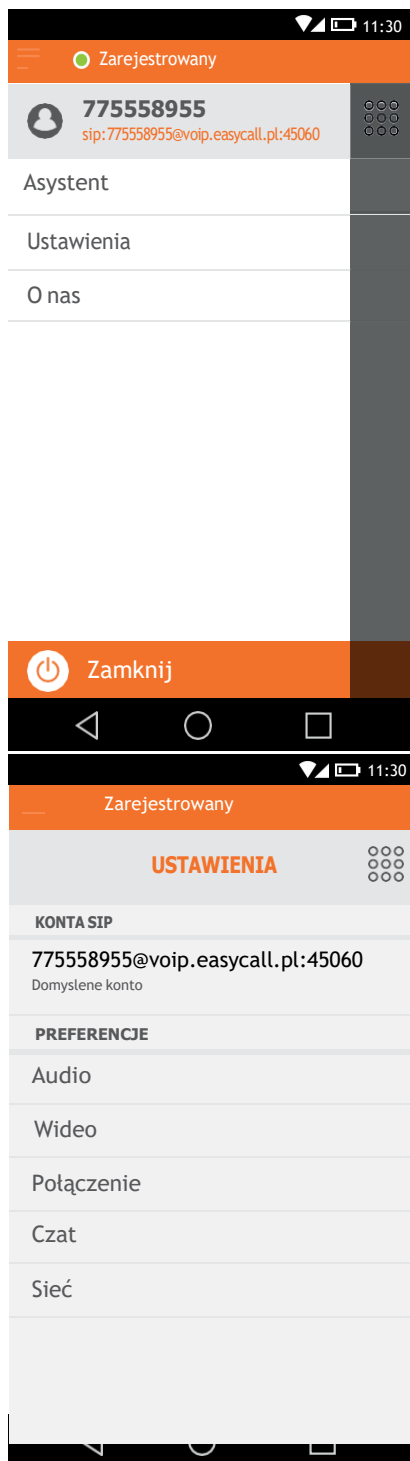 11:30
Zarejestrowany
775558955
sip:775558955@voip.easycall.pl:45060
Asystent
Ustawienia
O nas
Zamknij
11:30
Zarejestrowany
USTAWIENIA
KONTA SIP
775558955@voip.easycall.pl:45060
Domyslene konto
PREFERENCJE
Audio
Wideo
Połączenie
Czat
Sieć